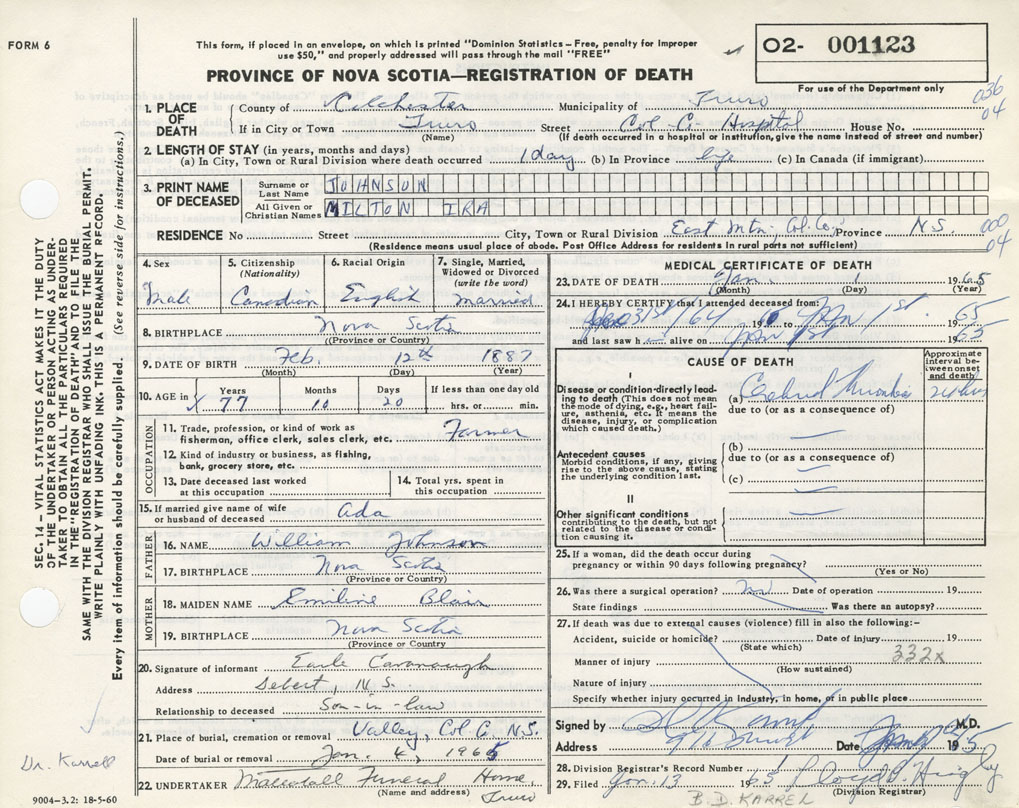 FORM 6
This form, if placed in an envelope, on which is printed "Dominion Statistics – Free, penalty for improper
use $50," and properly addressed will pass through the mail "FREE"
O2- 001123
PROVINCE OF NOVA SCOTIA—REGISTRATION OF DEATH
For use of the Department only
036
04
1. PLACE OF DEATH
County of Colchester Municipality of Truro
If in City or Town Truro Street Col. C. Hospital House No.
(Name) (If death occurred in a hospital or institution, give the name instead of street and number)
2. LENGTH OF STAY (in years, months and days)
(a) In City, Town or Rural Division where death occurred 1 day (b) In Province life (c) In Canada (if immigrant)
3. PRINT NAME OF DECEASED
Surname or Last Name JOHNSON
All Given or Christian Names MILTON IRA
RESIDENCE No Street City, Town or Rural Division East Mtn. Col. Co. Province N.S.
000
04
(Residence means usual place of abode. Post Office Address for residents in rural parts not sufficient)
4. Sex 5. Citizenship (Nationality) 6. Racial Origin 7. Single, Married, Widowed or Divorced (write the word)
Male Canadian English Married
8. BIRTHPLACE Nova Scotia
(Province or Country)
9. DATE OF BIRTH Feb. 12th 1887
(Month) (Day) (Year)
10. AGE in Years Months Days If less than one day old
77 10 20 hrs. or min.
OCCUPATION
11. Trade, profession, or kind of work as fisherman, office clerk, sales clerk, etc. Farmer
12. Kind of industry or business, as fishing, bank, grocery store, etc.
13. Date deceased last worked at this occupation 14. Total yrs. spent in this occupation
15. If married give name of wife or husband of deceased Ada
FATHER
16. NAME William Johnson
17. BIRTHPLACE Nova Scotia
(Province or Country)
MOTHER
18. MAIDEN NAME Emiline Blair
19. BIRTHPLACE Nova Scotia
(Province or Country)
20. Signature of informant Earle Cavanaugh
Address Debert, N.S.
Relationship to deceased Son-in-law
21. Place of burial, cremation or removal Valley, Col. C. N.S.
Date of burial or removal Jan. 4, 1965
22. UNDERTAKER Funeral Home
(Name and address) Truro
MEDICAL CERTIFICATE OF DEATH
23. DATE OF DEATH Jan. 1 1965
(Month) (Day) (Year)
24. I HEREBY CERTIFY that I attended deceased from:
31st/64 19 to Jan 1st 65
and last saw h alive on Jan 1st 65
CAUSE OF DEATH
Approximate interval between onset and death
I
Disease or condition directly leading to death (This does not mean the mode of dying, e.g., heart failure, asthenia, etc. It means the disease, injury, or complication which caused death.)
(a)
due to (or as a consequence of)
Antecedent causes
Morbid conditions, if any, giving rise to the above cause, stating the underlying condition last.
(b)
due to (or as a consequence of)
(c)
II
Other significant conditions
contributing to the death, but not related to the disease or condition causing it.
25. If a woman, did the death occur during pregnancy or within 90 days following pregnancy?
(Yes or No)
26. Was there a surgical operation? no Date of operation 19
State findings Was there an autopsy?
27. If death was due to external causes (violence) fill in also the following:-
Accident, suicide or homicide? Date of injury 19
(State which)
332x
Manner of injury
(How sustained)
Nature of injury
Specify whether injury occurred in industry, in home, or in public place
Signed by M.D.
Address Date 1965
28. Division Registrar's Record Number
29. Filed Jan. 13 1965
(Division Registrar)
B.D. KARREL
SEC. 14 – VITAL STATISTICS ACT MAKES IT THE DUTY
OF THE UNDERTAKER OR PERSON ACTING AS UNDER-
TAKER TO OBTAIN ALL THE PARTICULARS REQUIRED
IN THE "REGISTRATION OF DEATH" AND TO FILE THE
SAME WITH THE DIVISION REGISTRAR WHO SHALL ISSUE THE BURIAL PERMIT.
WRITE PLAINLY WITH UNFADING INK. THIS IS A PERMANENT RECORD.
Every item of information should be carefully supplied. (See reverse side for instructions.)
Dr. Karrell
9004-3.2: 18-5-60